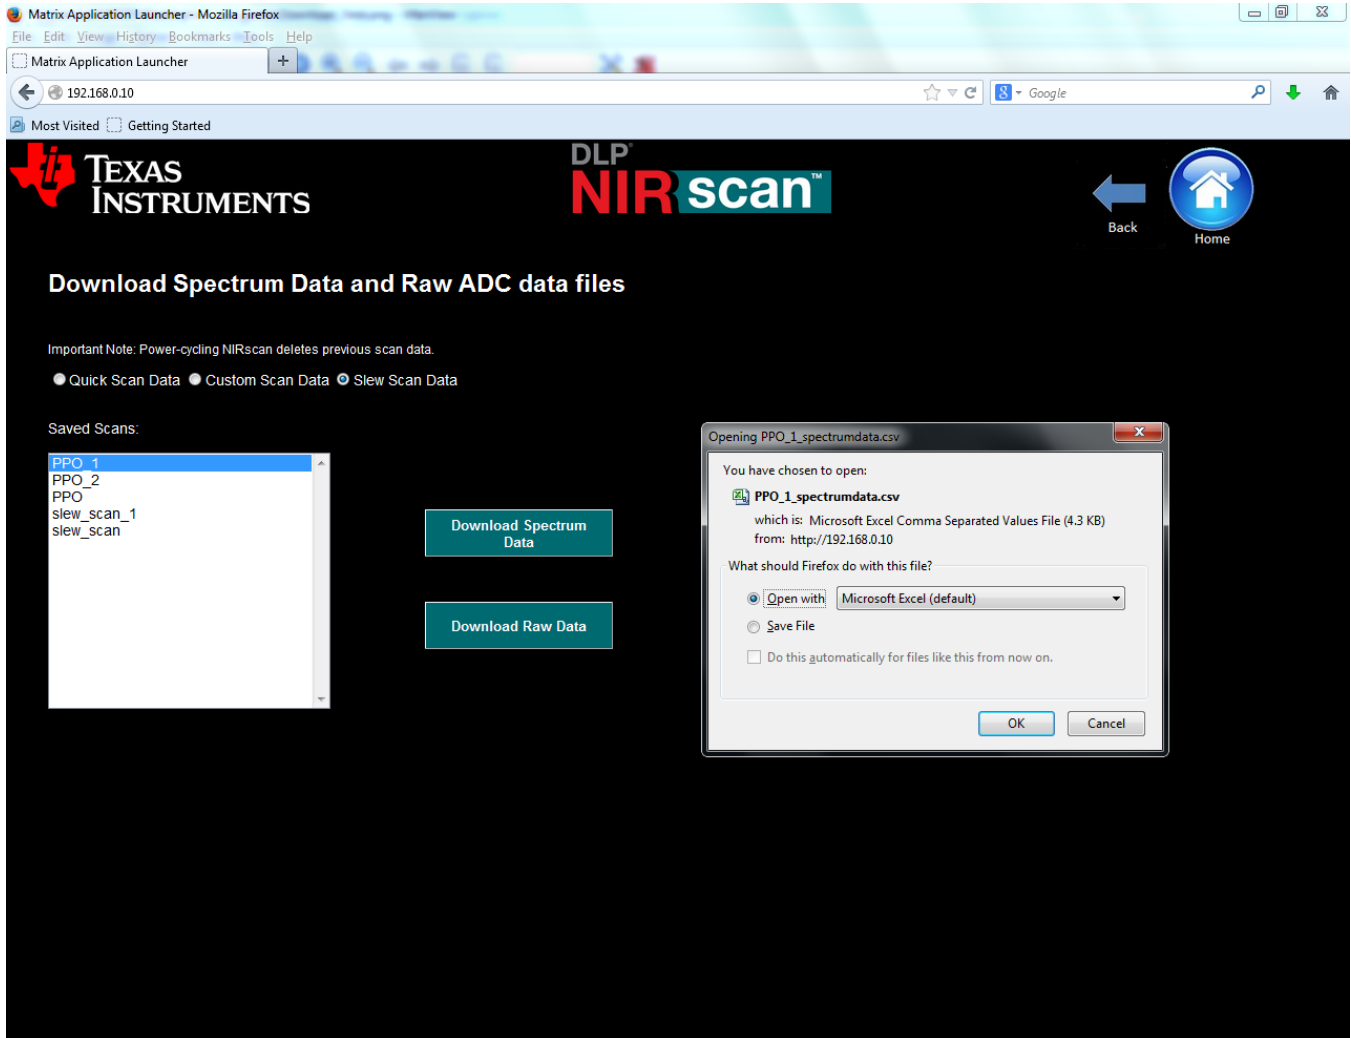 Matrix Application Launcher - Mozilla Firefox
File Edit View History Bookmarks Tools Help
Matrix Application Launcher
192.168.0.10
Google
Most Visited Getting Started
TEXAS INSTRUMENTS
DLP®
NIRscan™
Back
Home
Download Spectrum Data and Raw ADC data files
Important Note: Power-cycling NIRscan deletes previous scan data.
Quick Scan Data Custom Scan Data Slew Scan Data
Saved Scans:
PPO_1
PPO_2
PPO
slew_scan_1
slew_scan
Download Spectrum
Data
Download Raw Data
Opening PPO_1_spectrumdata.csv
You have chosen to open:
PPO_1_spectrumdata.csv
which is: Microsoft Excel Comma Separated Values File (4.3 KB)
from: http://192.168.0.10
What should Firefox do with this file?
Open with Microsoft Excel (default)
Save File
Do this automatically for files like this from now on.
OK Cancel